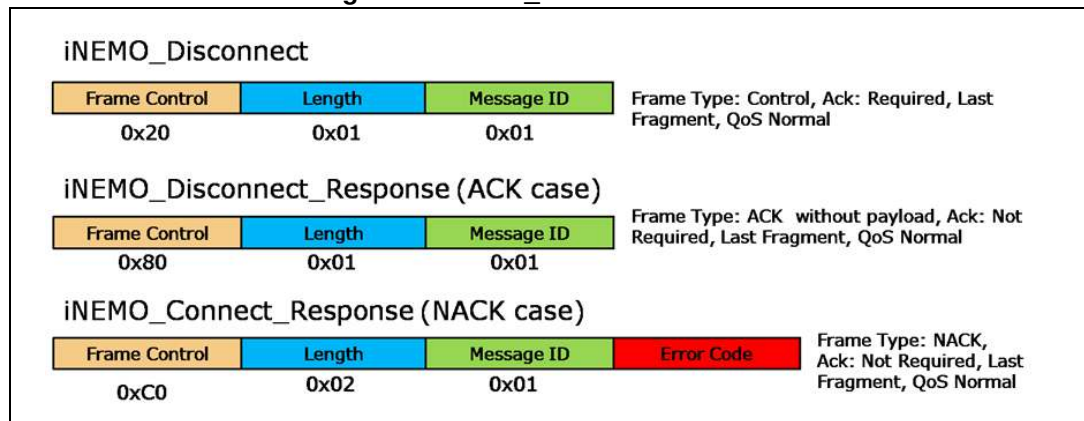 iNEMO_Disconnect
Frame Control Length Message ID
0x20 0x01 0x01
Frame Type: Control, Ack: Required, Last
Fragment, QoS Normal
iNEMO_Disconnect_Response (ACK case)
Frame Control Length Message ID
0x80 0x01 0x01
Frame Type: ACK without payload, Ack: Not
Required, Last Fragment, QoS Normal
iNEMO_Connect_Response (NACK case)
Frame Control Length Message ID Error Code
0xC0 0x02 0x01
Frame Type: NACK,
Ack: Not Required, Last
Fragment, QoS Normal